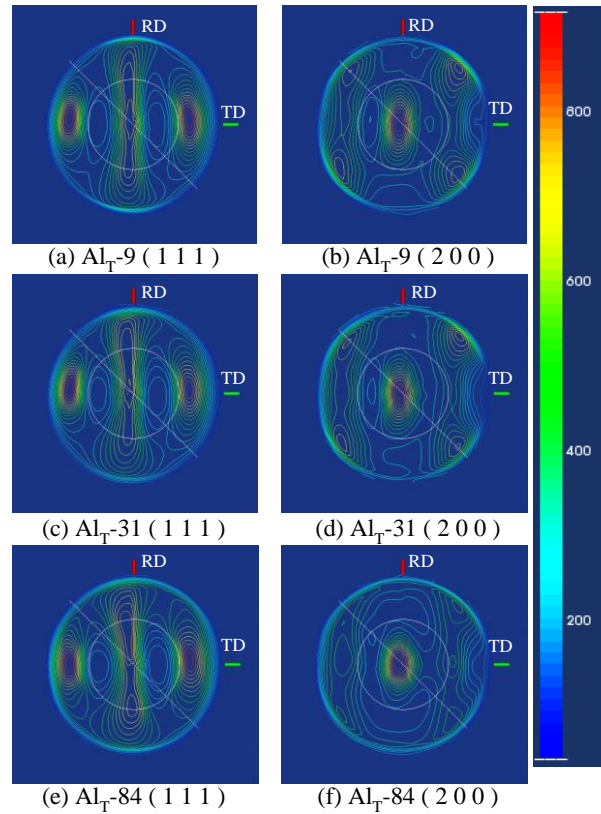 RD
TD
RD
TD
(a) AlT-9 ( 1 1 1 )
(b) AlT-9 ( 2 0 0 )
RD
TD
RD
TD
(c) AlT-31 ( 1 1 1 )
(d) AlT-31 ( 2 0 0 )
RD
TD
RD
TD
(e) AlT-84 ( 1 1 1 )
(f) AlT-84 ( 2 0 0 )
800
600
400
200